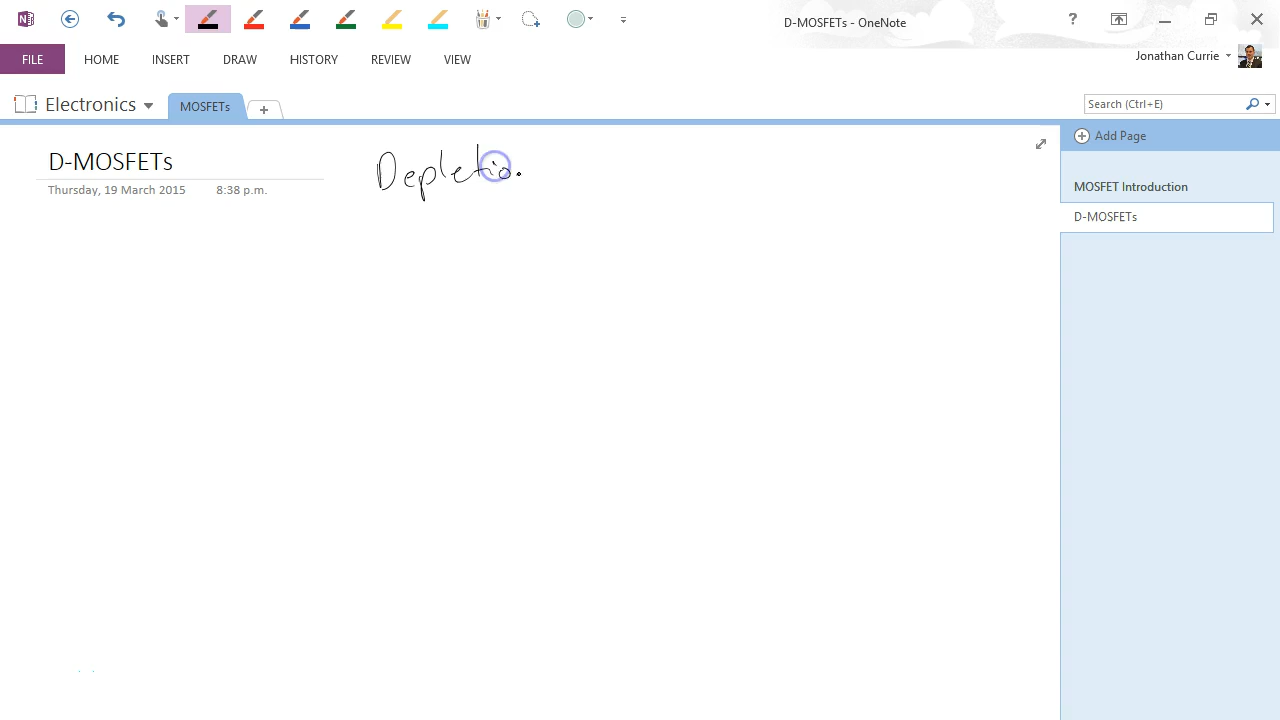 D-MOSFETs - OneNote
?
FILE HOME INSERT DRAW HISTORY REVIEW VIEW
Jonathan Currie
Electronics
MOSFETs
Search (Ctrl+E)
Add Page
D-MOSFETs
Thursday, 19 March 2015 8:38 p.m.
Depletio
MOSFET Introduction
D-MOSFETs